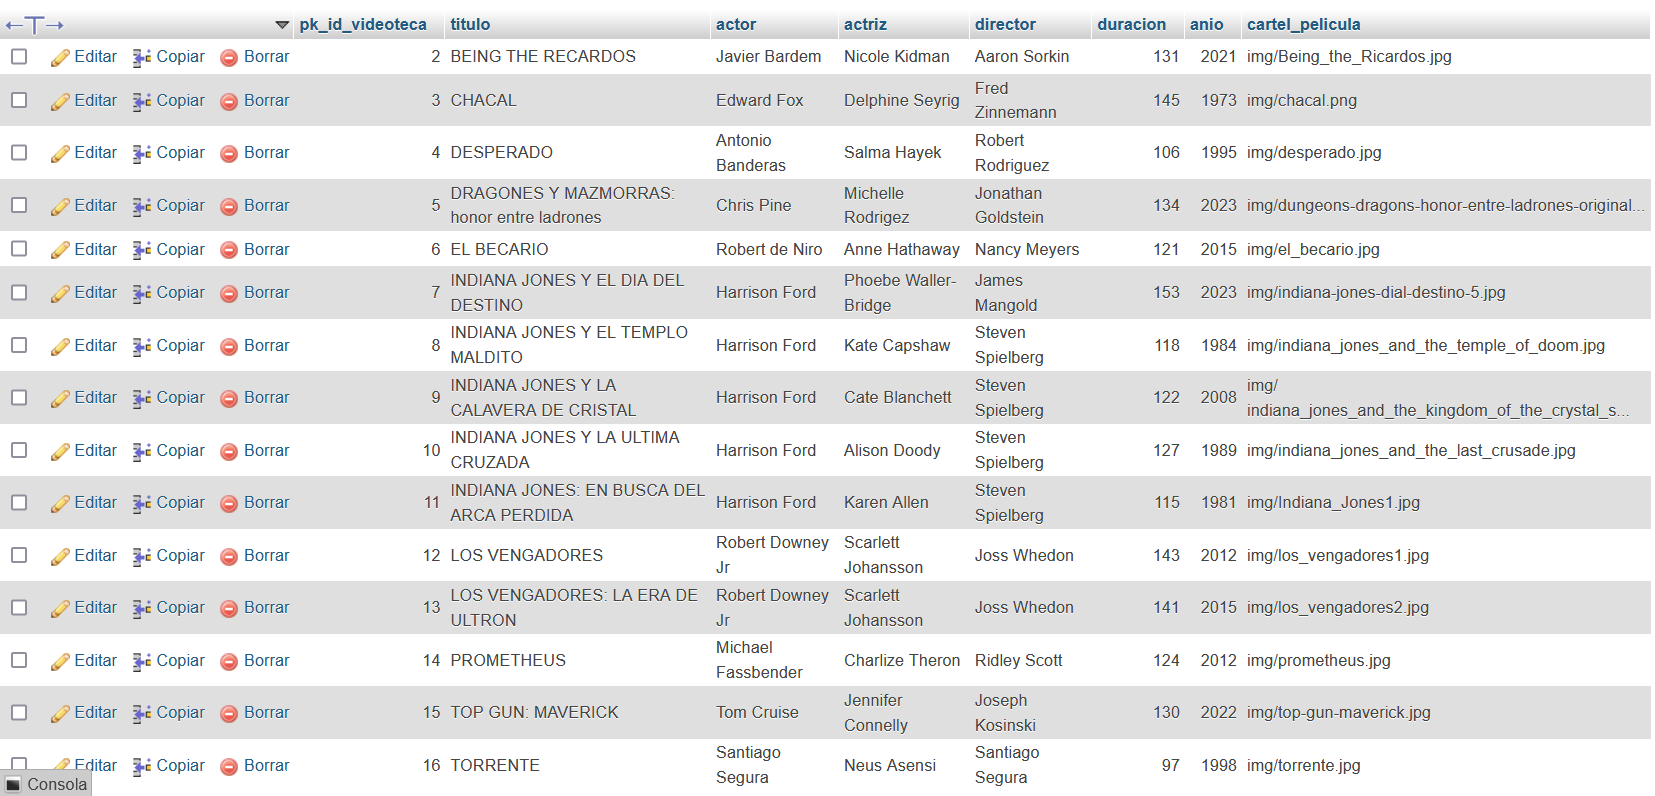 pk_id_videoteca titulo actor actriz director duracion anio cartel_pelicula
Editar Copiar Borrar 2 BEING THE RECARDOS Javier Bardem Nicole Kidman Aaron Sorkin 131 2021 img/Being_the_Ricardos.jpg
Editar Copiar Borrar 3 CHACAL Edward Fox Delphine Seyrig Fred
Zinnemann 145 1973 img/chacal.png
Editar Copiar Borrar 4 DESPERADO Antonio
Banderas Salma Hayek Robert
Rodriguez 106 1995 img/desperado.jpg
Editar Copiar Borrar 5 DRAGONES Y MAZMORRAS:
honor entre ladrones Chris Pine Michelle
Rodrigez Jonathan
Goldstein 134 2023 img/dungeons-dragons-honor-entre-ladrones-original...
Editar Copiar Borrar 6 EL BECARIO Robert de Niro Anne Hathaway Nancy Meyers 121 2015 img/el_becario.jpg
Editar Copiar Borrar 7 INDIANA JONES Y EL DIA DEL
DESTINO Harrison Ford Phoebe Waller-
Bridge James
Mangold 153 2023 img/indiana-jones-dial-destino-5.jpg
Editar Copiar Borrar 8 INDIANA JONES Y EL TEMPLO
MALDITO Harrison Ford Kate Capshaw Steven
Spielberg 118 1984 img/indiana_jones_and_the_temple_of_doom.jpg
Editar Copiar Borrar 9 INDIANA JONES Y LA
CALAVERA DE CRISTAL Harrison Ford Cate Blanchett Steven
Spielberg 122 2008 img/
indiana_jones_and_the_kingdom_of_the_crystal_s...
Editar Copiar Borrar 10 INDIANA JONES Y LA ULTIMA
CRUZADA Harrison Ford Alison Doody Steven
Spielberg 127 1989 img/indiana_jones_and_the_last_crusade.jpg
Editar Copiar Borrar 11 INDIANA JONES: EN BUSCA DEL
ARCA PERDIDA Harrison Ford Karen Allen Steven
Spielberg 115 1981 img/Indiana_Jones1.jpg
Editar Copiar Borrar 12 LOS VENGADORES Robert Downey
Jr Scarlett
Johansson Joss Whedon 143 2012 img/los_vengadores1.jpg
Editar Copiar Borrar 13 LOS VENGADORES: LA ERA DE
ULTRON Robert Downey
Jr Scarlett
Johansson Joss Whedon 141 2015 img/los_vengadores2.jpg
Editar Copiar Borrar 14 PROMETHEUS Michael
Fassbender Charlize Theron Ridley Scott 124 2012 img/prometheus.jpg
Editar Copiar Borrar 15 TOP GUN: MAVERICK Tom Cruise Jennifer
Connelly Joseph
Kosinski 130 2022 img/top-gun-maverick.jpg
Editar Copiar Borrar 16 TORRENTE Santiago
Segura Neus Asensi Santiago
Segura 97 1998 img/torrente.jpg
Consola